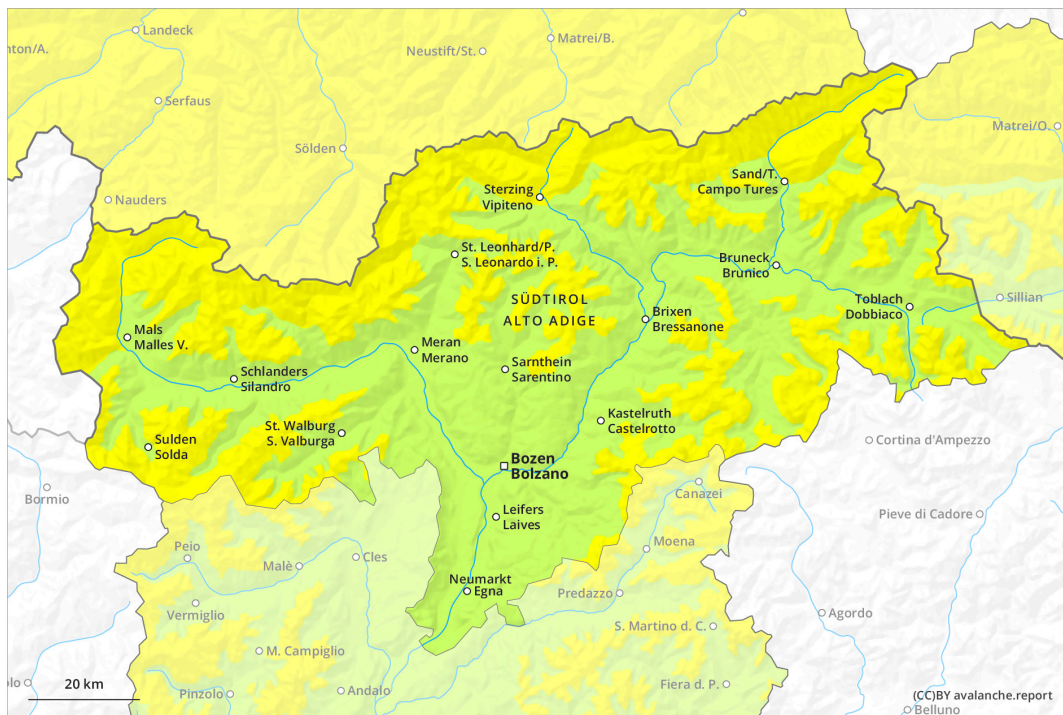 Landeck
nton/A.
Neustift/St.
Matrei/B.
Serfaus
Sölden
Matrei/O.
Nauders
Sand/T.
Campo Tures
Sterzing
Vipiteno
St. Leonhard/P.
S. Leonardo i. P.
Bruneck
Brunico
SÜDTIROL
ALTO ADIGE
Toblach
Dobbiaco
Sillian
Brixen
Bressanone
Mals
Malles V.
Meran
Merano
Sarnthein
Sarentino
Schlanders
Silandro
Kastelruth
Castelrotto
St. Walburg
S. Valburga
Sulden
Solda
Cortina d'Ampezzo
Bozen
Bolzano
Bormio
Canazei
Leifers
Laives
Pieve di Cadore
Moena
Peio
Cles
Malè
Neumarkt
Egna
Predazzo
Vermiglio
Agordo
S. Martino d. C.
M. Campiglio
20 km
olo
Pinzolo
Andalo
Fiera d. P.
(CC)BY avalanche.report
Belluno